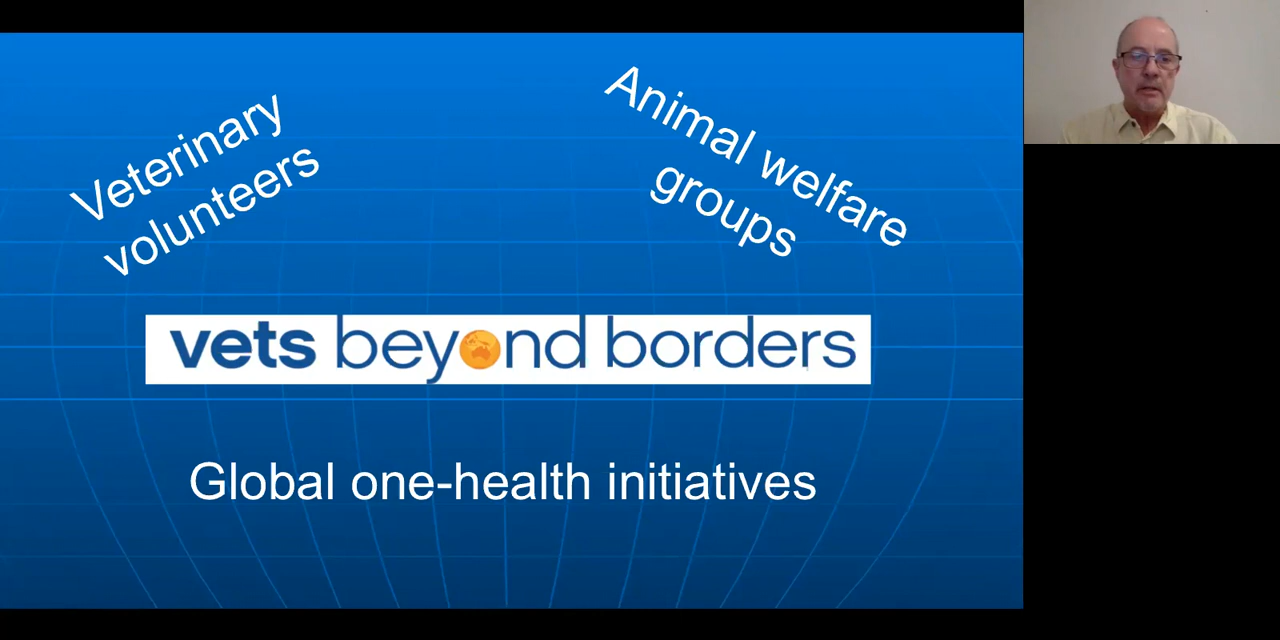 Veterinary
volunteers
Animal welfare
groups
vets beyond borders
Global one-health initiatives